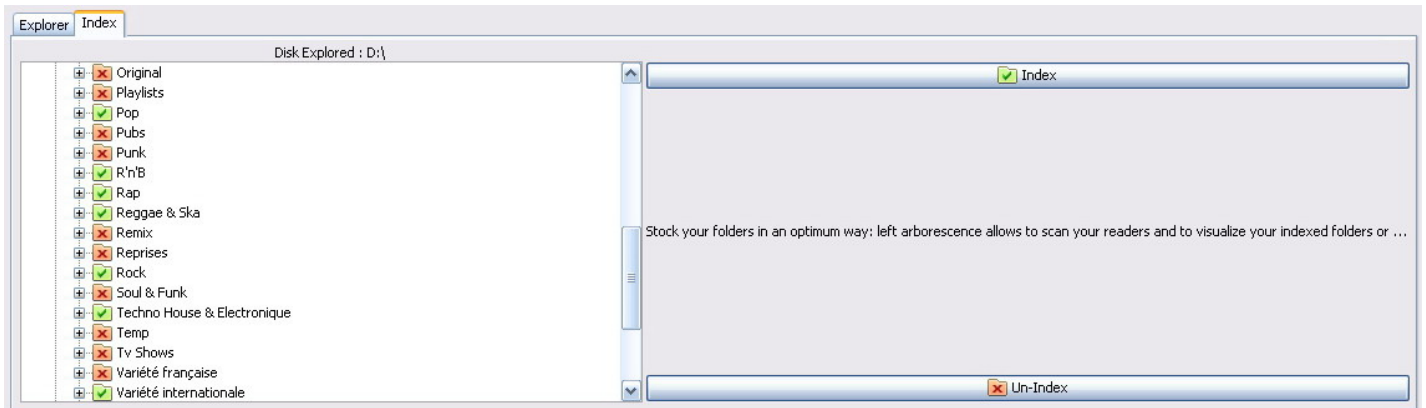 Explorer Index
Disk Explored : D:\
Original
Playlists
Pop
Pubs
Punk
R'n'B
Rap
Reggae & Ska
Remix
Reprises
Rock
Soul & Funk
Techno House & Electronique
Temp
Tv Shows
Variété française
Variété internationale
Index
Stock your folders in an optimum way: left arborescence allows to scan your readers and to visualize your indexed folders or ...
Un-Index